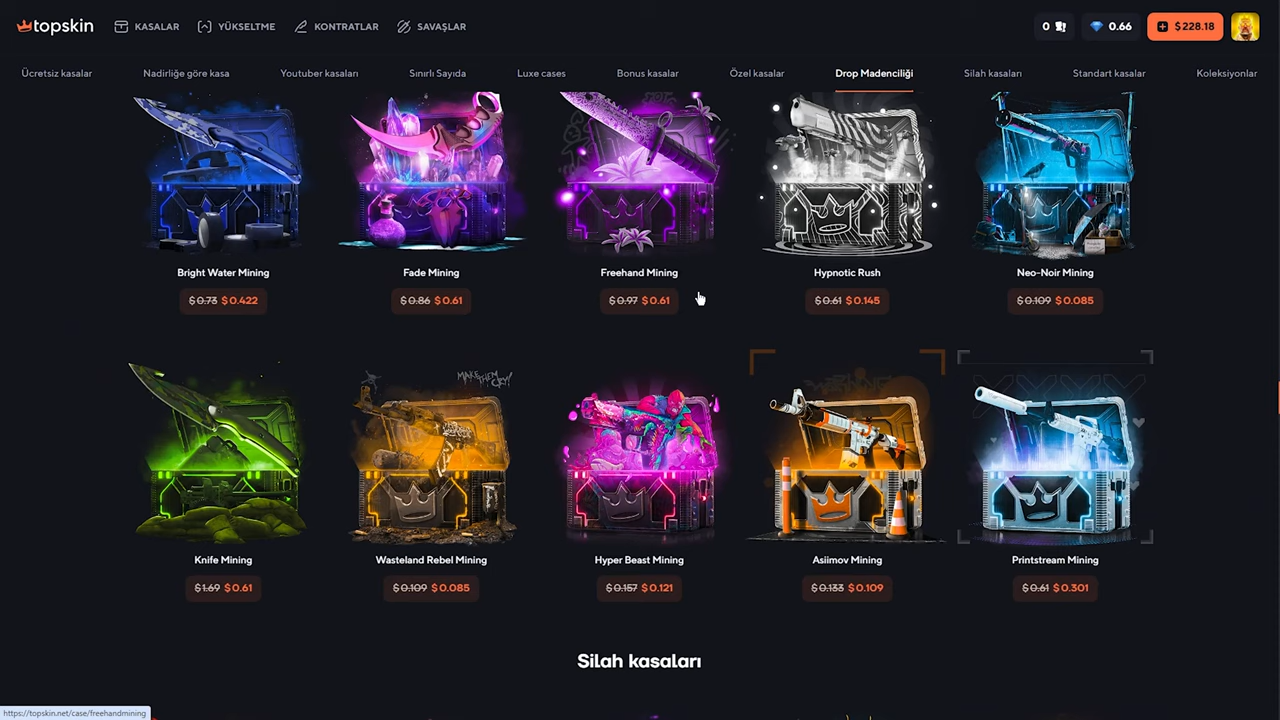 topskin
KASALAR
YÜKSELTME
KONTRATLAR
SAVAŞLAR
0
0.66
$228.18
Ücretsiz kasalar
Nadirliğe göre kasa
Youtuber kasaları
Sınırlı Sayıda
Luxe cases
Bonus kasalar
Özel kasalar
Drop Madenciliği
Silah kasaları
Standart kasalar
Koleksiyonlar
Bright Water Mining
Fade Mining
Freehand Mining
Hypnotic Rush
Neo-Noir Mining
$0.73 $0.422
$0.86 $0.61
$0.97 $0.61
$0.61 $0.145
$0.109 $0.085
MAKE THEM CRY!
Knife Mining
Wasteland Rebel Mining
Hyper Beast Mining
Asiimov Mining
Printstream Mining
$1.69 $0.61
$0.109 $0.085
$0.157 $0.121
$0.133 $0.109
$0.61 $0.301
Silah kasaları
https://topskin.net/case/freehandmining